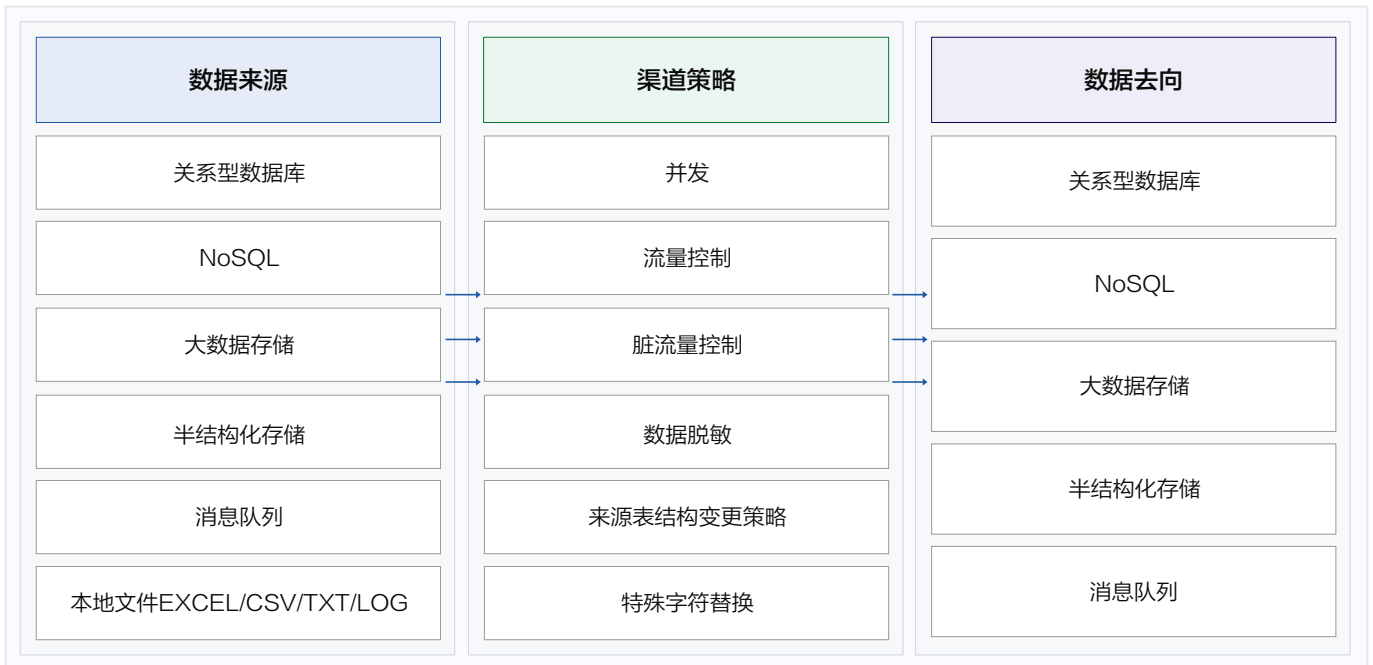 数据来源
关系型数据库
NoSQL
大数据存储
半结构化存储
消息队列
本地文件EXCEL/CSV/TXT/LOG
渠道策略
并发
流量控制
脏流量控制
数据脱敏
来源表结构变更策略
特殊字符替换
数据去向
关系型数据库
NoSQL
大数据存储
半结构化存储
消息队列